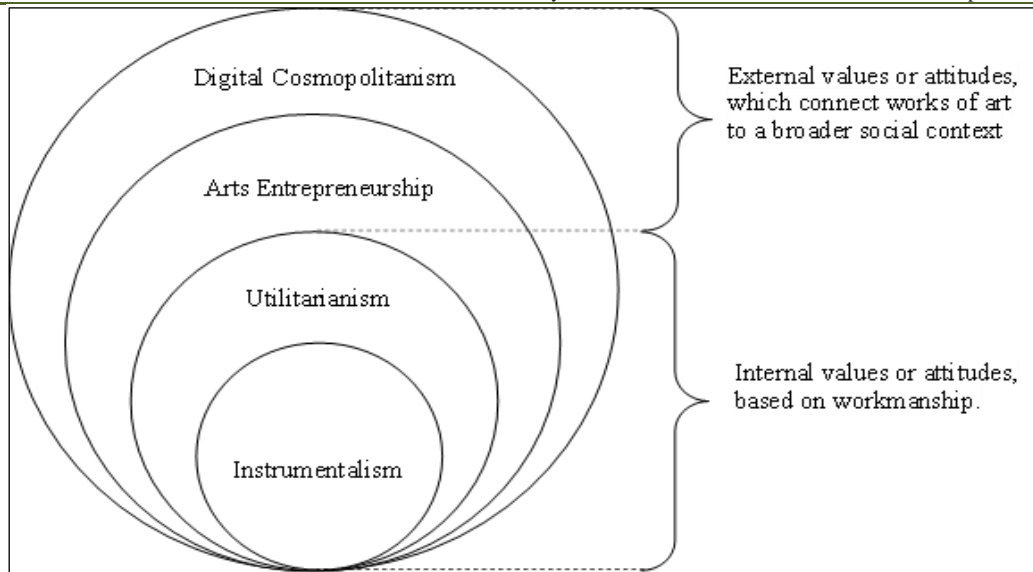 Digital Cosmopolitanism
External values or attitudes,
which connect works of art
to a broader social context
Arts Entrepreneurship
Utilitarianism
Internal values or attitudes,
based on workmanship.
Instrumentalism